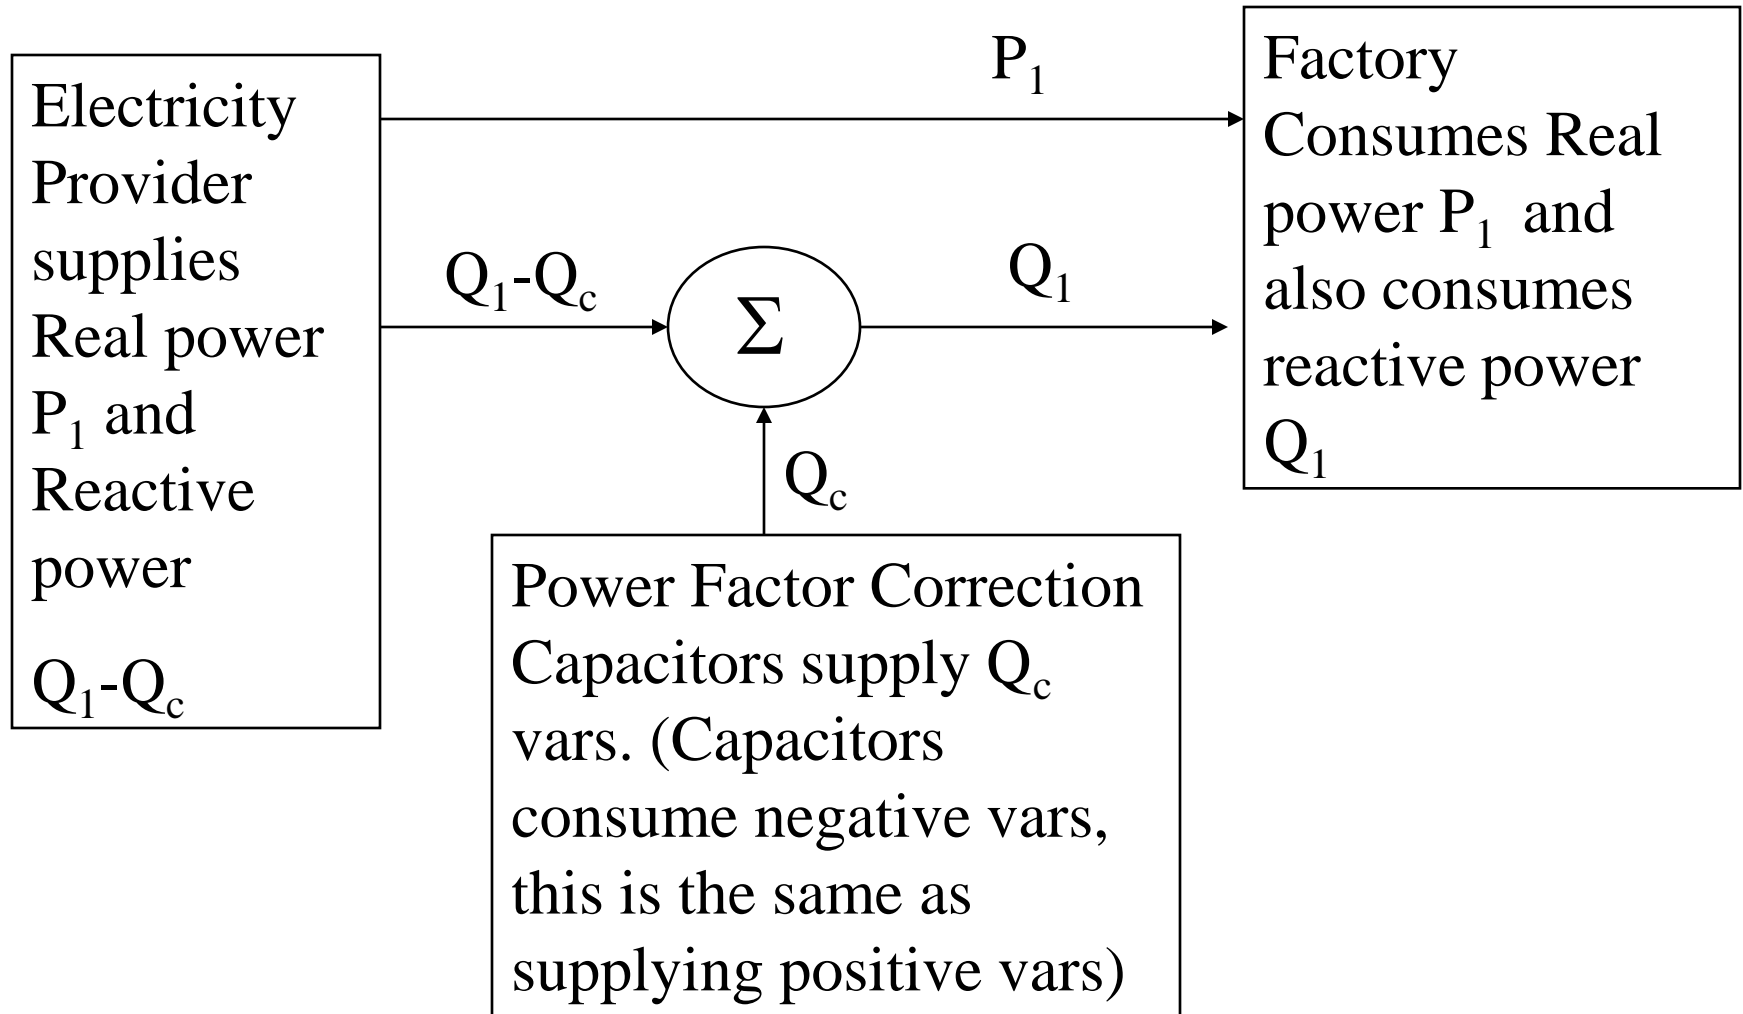 Electricity
Provider
supplies
Real power
P₁ and
Reactive
power
Q₁-Qc
P₁
Q₁-Qc
Σ
Q₁
Qc
Factory
Consumes Real
power P₁ and
also consumes
reactive power
Q₁
Power Factor Correction
Capacitors supply Qc
vars. (Capacitors
consume negative vars,
this is the same as
supplying positive vars)